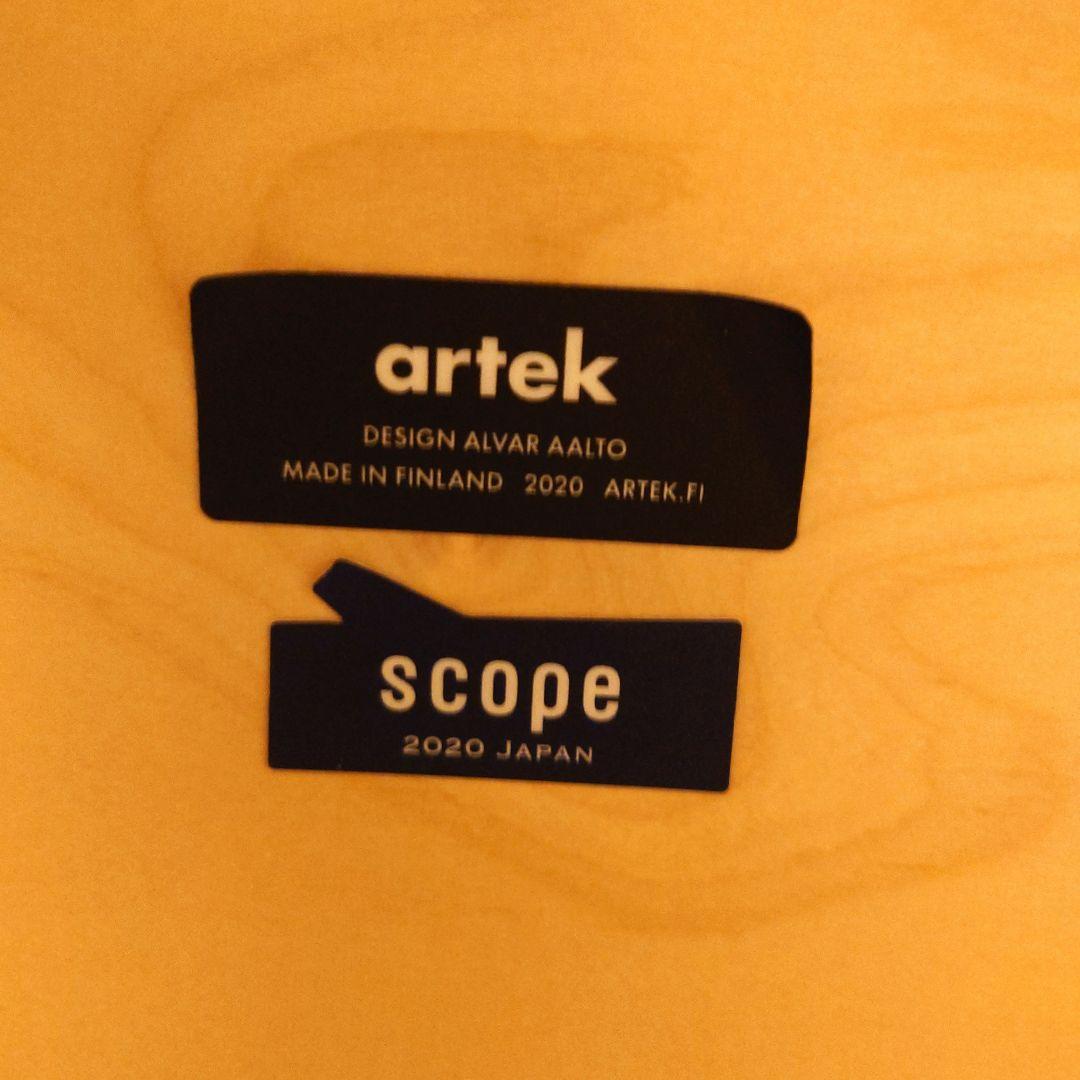 artek
DESIGN ALVAR AALTO
MADE IN FINLAND 2020 ARTEK.FI
scope
2020 JAPAN